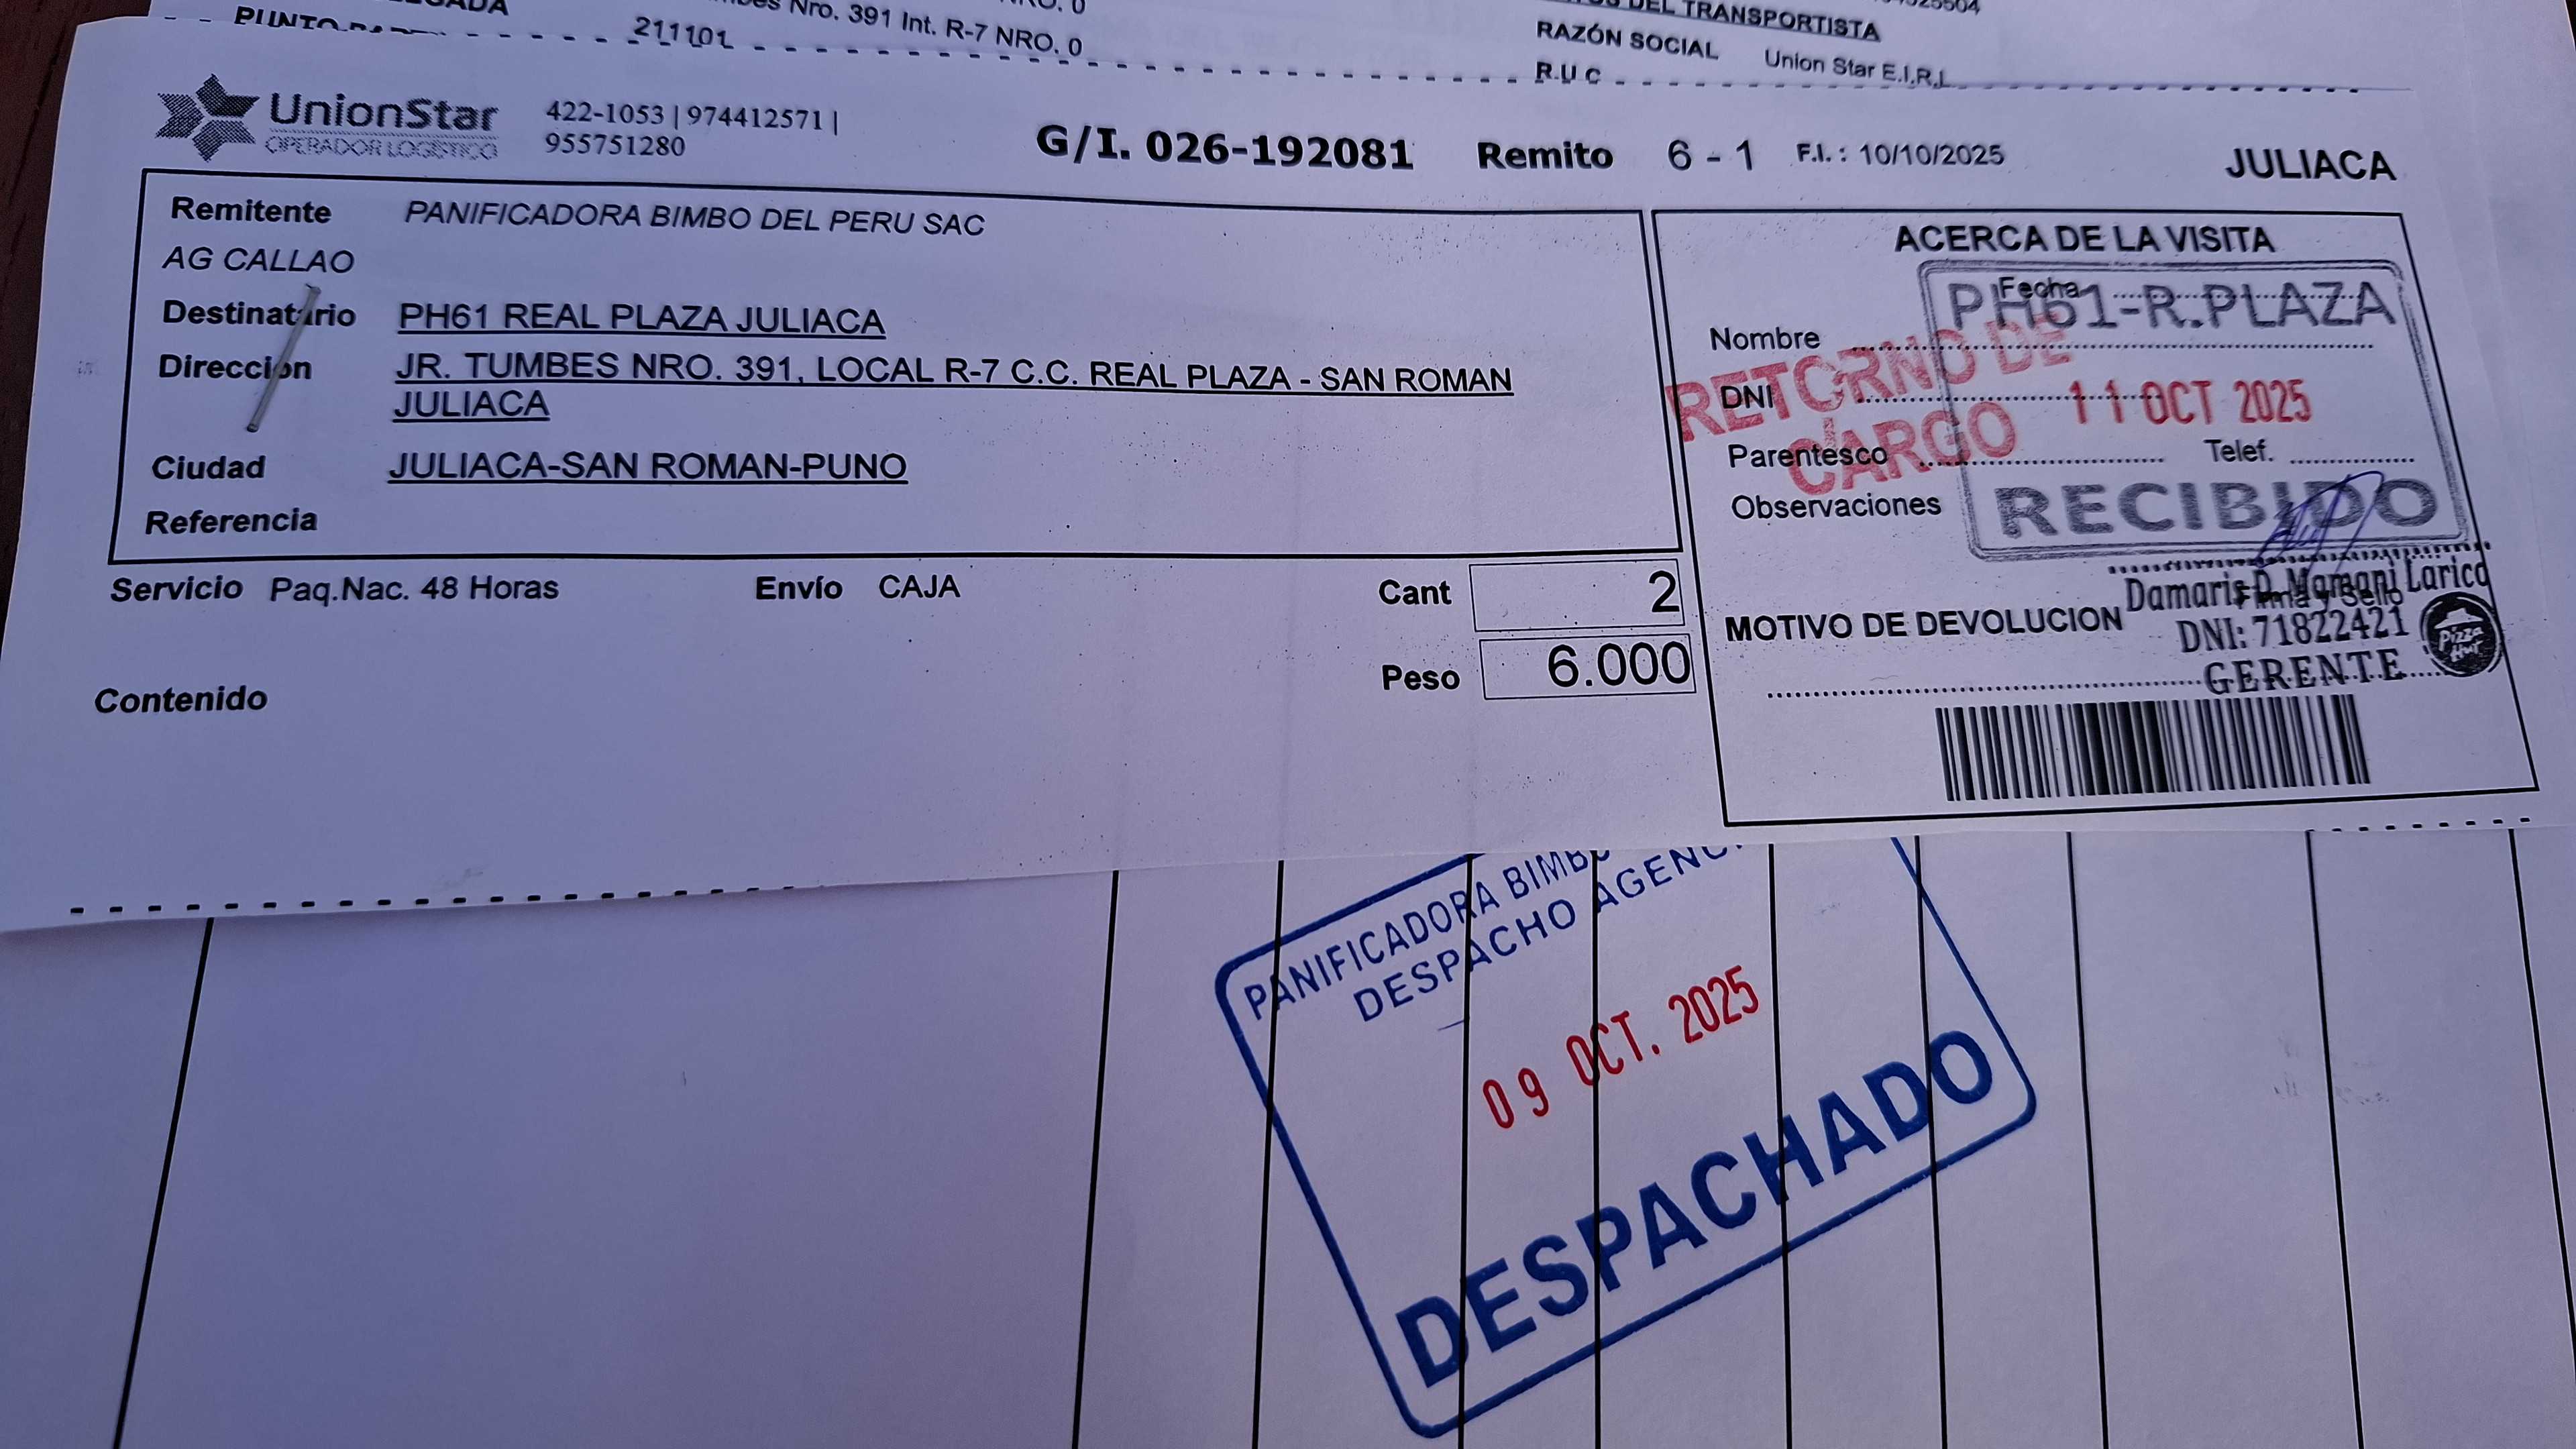 211101
Nro. 391 Int. R-7 NRO. 0
DEL TRANSPORTISTA
RAZÓN SOCIAL Union Star E.I.R.L
R.U.C
UnionStar
OPERADOR LOGÍSTICO
422-1053 | 974412571 |
955751280
G/I. 026-192081 Remito 6 - 1 F.I. : 10/10/2025 JULIACA
Remitente PANIFICADORA BIMBO DEL PERU SAC
AG CALLAO
Destinatario PH61 REAL PLAZA JULIACA
Direccion JR. TUMBES NRO. 391, LOCAL R-7 C.C. REAL PLAZA - SAN ROMAN
JULIACA
Ciudad JULIACA-SAN ROMAN-PUNO
Referencia
Servicio Paq.Nac. 48 Horas Envío CAJA Cant 2
Peso 6.000
Contenido
ACERCA DE LA VISITA
Fecha
PH61-R.PLAZA
Nombre
RETORNO DE
CARGO
DNI
11 OCT 2025
Parentesco Telef.
Observaciones
RECIBIDO
Firma y Sello
Damaris D. Mamani Larico
MOTIVO DE DEVOLUCION
DNI: 71822421
GERENTE
Pizza Hut
PANIFICADORA
DESPACHO
09 OCT. 2025
DESPACHADO